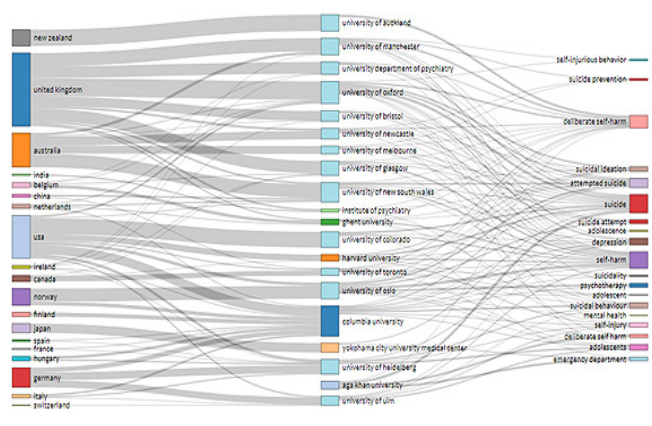 new zealand
united kingdom
australia
india
belgium
china
netherlands
usa
ireland
canada
norway
finland
japan
spain
france
hungary
germany
italy
switzerland
university of auckland
university of manchester
university department of psychiatry
university of oxford
university of bristol
university of newcastle
university of melbourne
university of glasgow
university of new south wales
institute of psychiatry
ghent university
university of colorado
harvard university
university of toronto
university of oslo
columbia university
yokohama city university medical center
university of heidelberg
aga khan university
university of ulm
self-injurious behavior
suicide prevention
deliberate self-harm
suicidal ideation
attempted suicide
suicide
suicide attempt
adolescence
depression
self-harm
suicidality
psychotherapy
adolescent
suicidal behaviour
mental health
self-injury
deliberate self harm
adolescents
emergency department